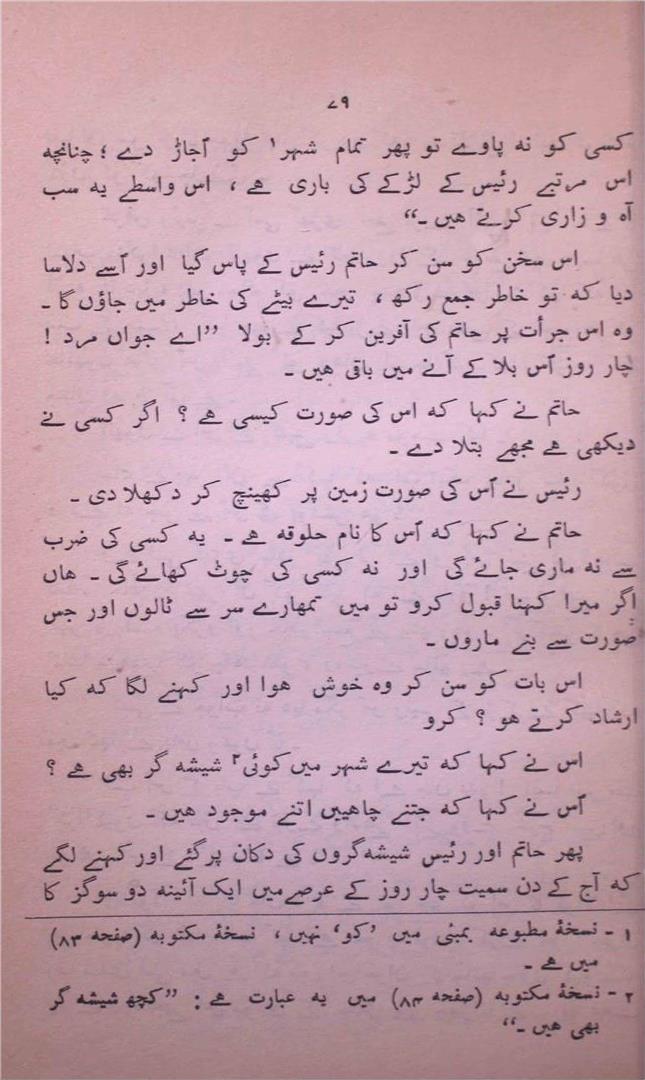 ۷۹
کسی کو نہ پاوے تو پھر تمام شہر۱ کو اُجاڑ دے ؛ چنانچہ
اس مرتبے رئیس کے لڑکے کی باری ہے ، اس واسطے یہ سب
آہ و زاری کرتے ہیں ۔“
اس سخن کو سن کر حاتم رئیس کے پاس گیا اور اُسے دلاسا
دیا کہ تو خاطر جمع رکھ ، تیرے بیٹے کی خاطر میں جاؤں گا ۔
وہ اس جرأت پر حاتم کی آفرین کر کے بولا ”اے جواں مرد !
چار روز اُس بلا کے آنے میں باقی ہیں ۔
حاتم نے کہا کہ اس کی صورت کیسی ہے ؟ اگر کسی نے
دیکھی ہے مجھے بتلا دے ۔
رئیس نے اُس کی صورت زمین پر کھینچ کر دکھلا دی ۔
حاتم نے کہا کہ اُس کا نام حلوقہ ہے ۔ یہ کسی کی ضرب
سے نہ ماری جائے گی اور نہ کسی کی چوٹ کھائے گی ۔ ہاں
اگر میرا کہنا قبول کرو تو میں تمھارے سر سے ٹالوں اور جس
صورت سے بنے ماروں ۔
اس بات کو سن کر وہ خوش ہوا اور کہنے لگا کہ کیا
ارشاد کرتے ہو ؟ کرو
اس نے کہا کہ تیرے شہر میں کوئی۲ شیشہ گر بھی ہے ؟
اُس نے کہا کہ جتنے چاہییں اتنے موجود ہیں ۔
پھر حاتم اور رئیس شیشہ گروں کی دکان پر گئے اور کہنے لگے
کہ آج کے دن سمیت چار روز کے عرصے میں ایک آئینہ دو سو گز کا
۱ - نسخۂ مطبوعہ بمبئی میں ’کو‘ نہیں ، نسخۂ مکتوبہ (صفحہ ۸۳)
میں ہے ۔
۲ - نسخۂ مکتوبہ (صفحہ ۸۴) میں یہ عبارت ہے : ”کچھ شیشہ گر
بھی ہیں ۔“